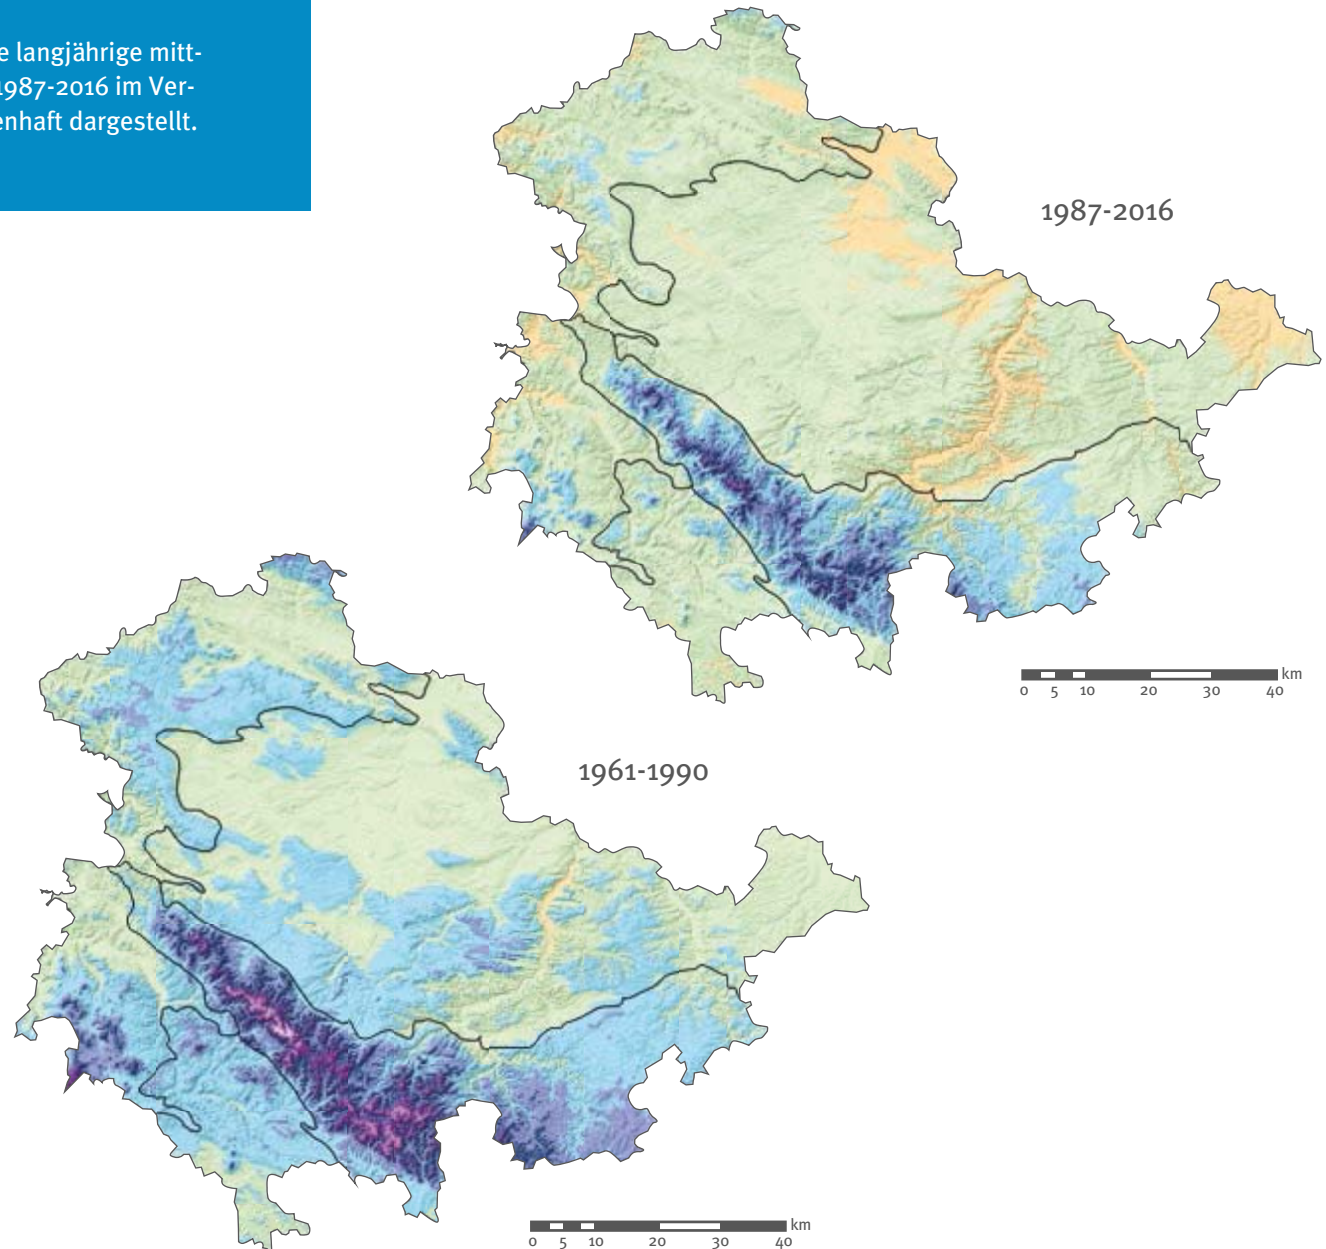 e langjährige mitt-
1987-2016 im Ver-
enhaft dargestellt.
1987-2016
km
0 5 10 20 30 40
1961-1990
km
0 5 10 20 30 40